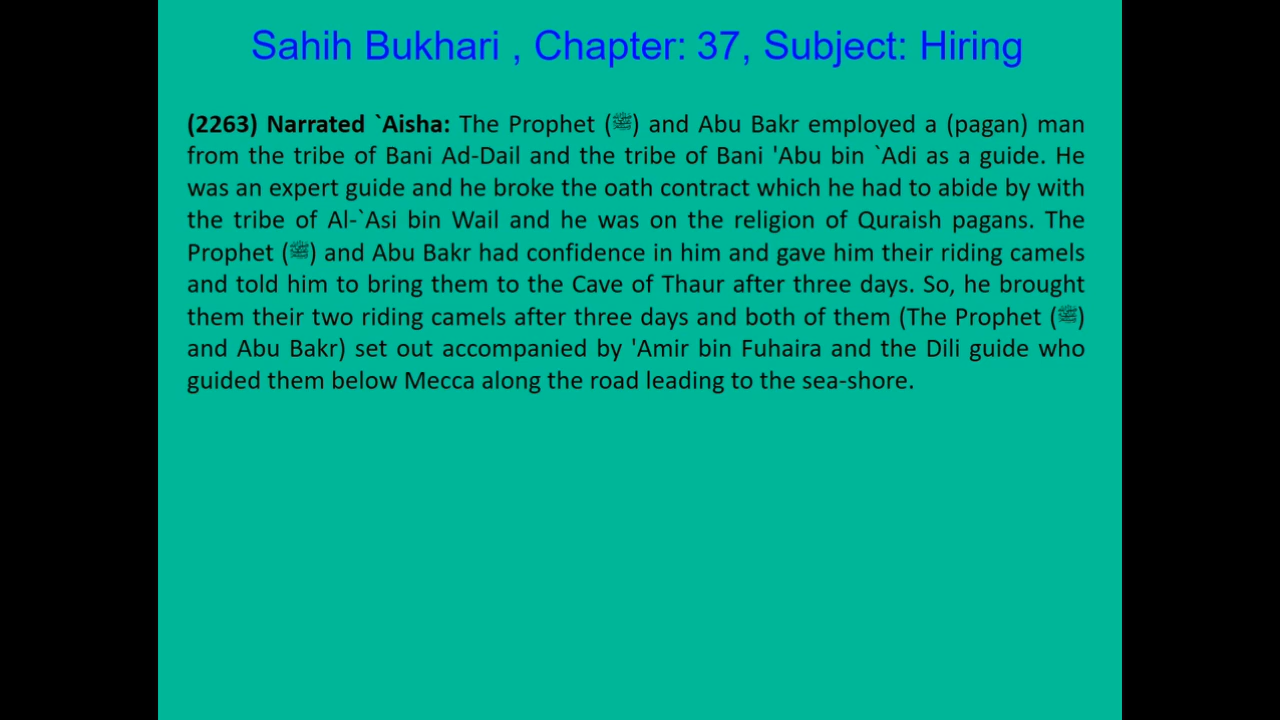 Sahih Bukhari , Chapter: 37, Subject: Hiring
(2263) Narrated `Aisha: The Prophet (ﷺ) and Abu Bakr employed a (pagan) man
from the tribe of Bani Ad-Dail and the tribe of Bani 'Abu bin `Adi as a guide. He
was an expert guide and he broke the oath contract which he had to abide by with
the tribe of Al-`Asi bin Wail and he was on the religion of Quraish pagans. The
Prophet (ﷺ) and Abu Bakr had confidence in him and gave him their riding camels
and told him to bring them to the Cave of Thaur after three days. So, he brought
them their two riding camels after three days and both of them (The Prophet (ﷺ)
and Abu Bakr) set out accompanied by 'Amir bin Fuhaira and the Dili guide who
guided them below Mecca along the road leading to the sea-shore.